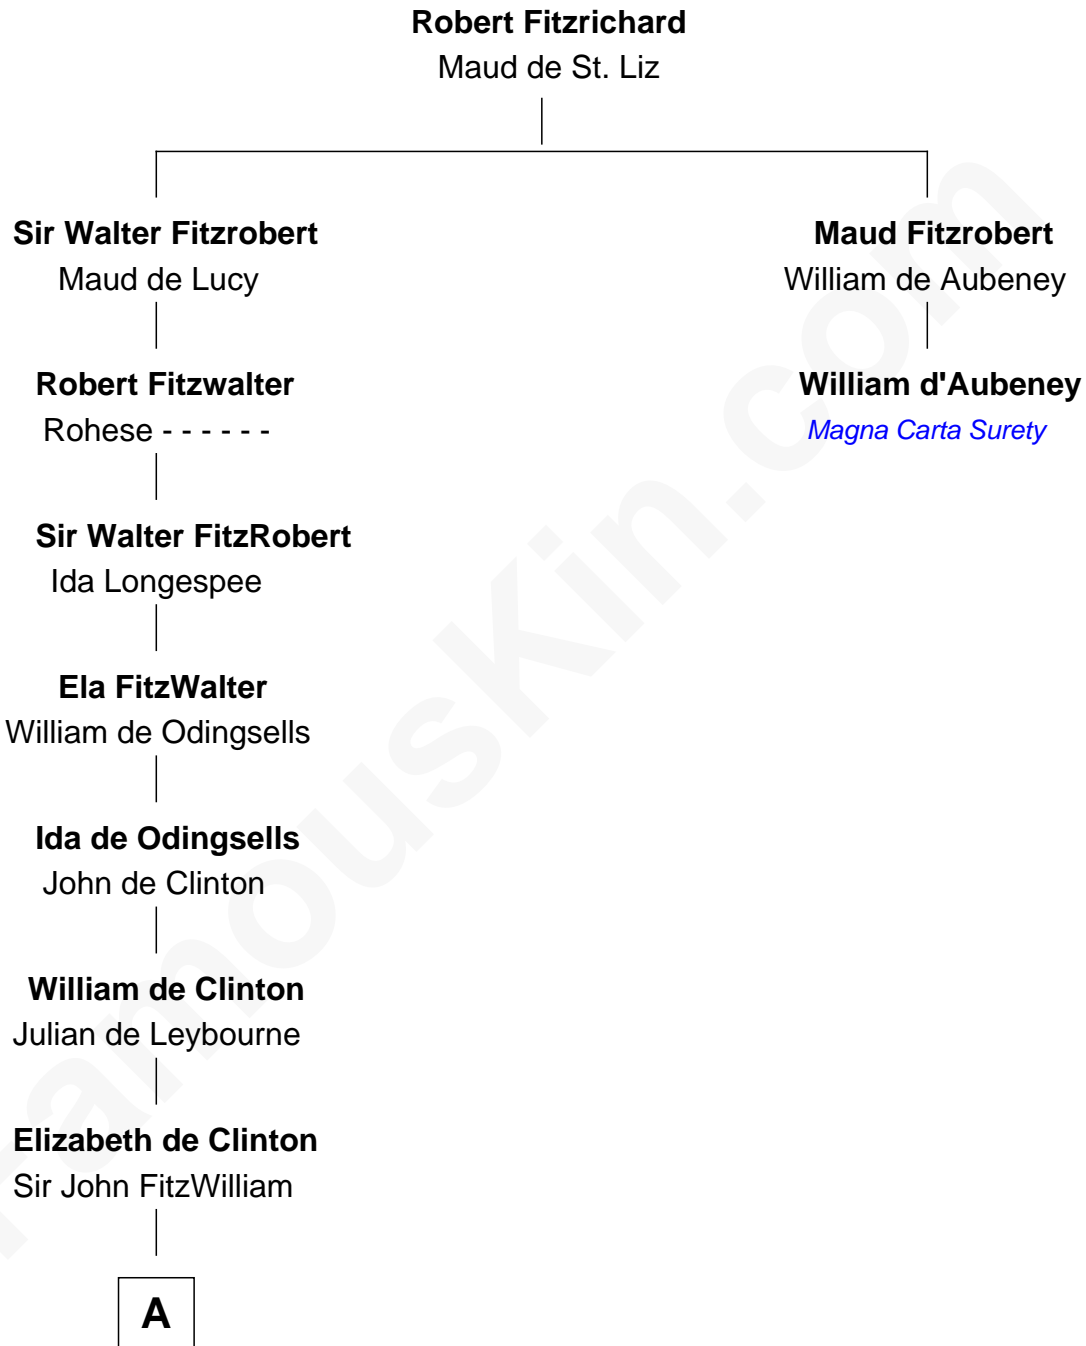 Robert Fitzrichard
Maud de St. Liz
Sir Walter Fitzrobert
Maud de Lucy
Maud Fitzrobert
William de Aubeney
Robert Fitzwalter
Rohese - - - - - -
William d'Aubeney
Magna Carta Surety
Sir Walter FitzRobert
Ida Longespee
Ela FitzWalter
William de Odingsells
Ida de Odingsells
John de Clinton
William de Clinton
Julian de Leybourne
Elizabeth de Clinton
Sir John FitzWilliam
A
FamousKin.com